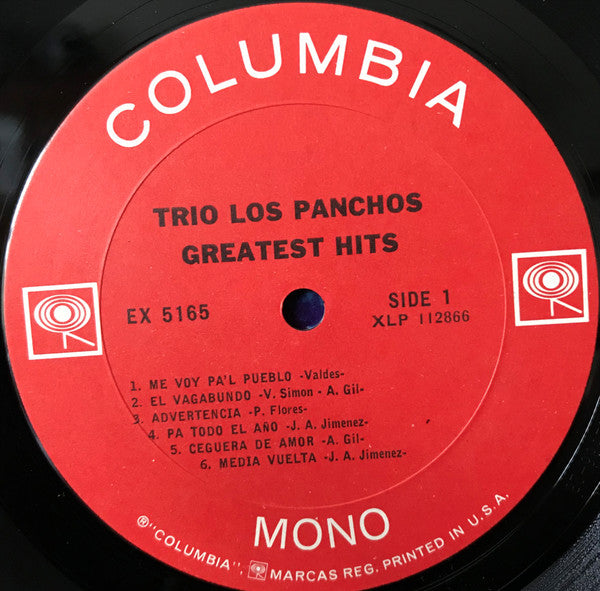 COLUMBIA
TRIO LOS PANCHOS
GREATEST HITS
EX 5165
SIDE 1
XLP 112866
1. ME VOY PA'L PUEBLO -Valdes-
2. EL VAGABUNDO -V. Simon - A. Gil-
3. ADVERTENCIA -P. Flores-
4. PA TODO EL AÑO -J. A. Jimenez-
5. CEGUERA DE AMOR -A. Gil-
6. MEDIA VUELTA -J. A. Jimenez-
MONO
®"COLUMBIA", MARCAS REG. PRINTED IN U.S.A.